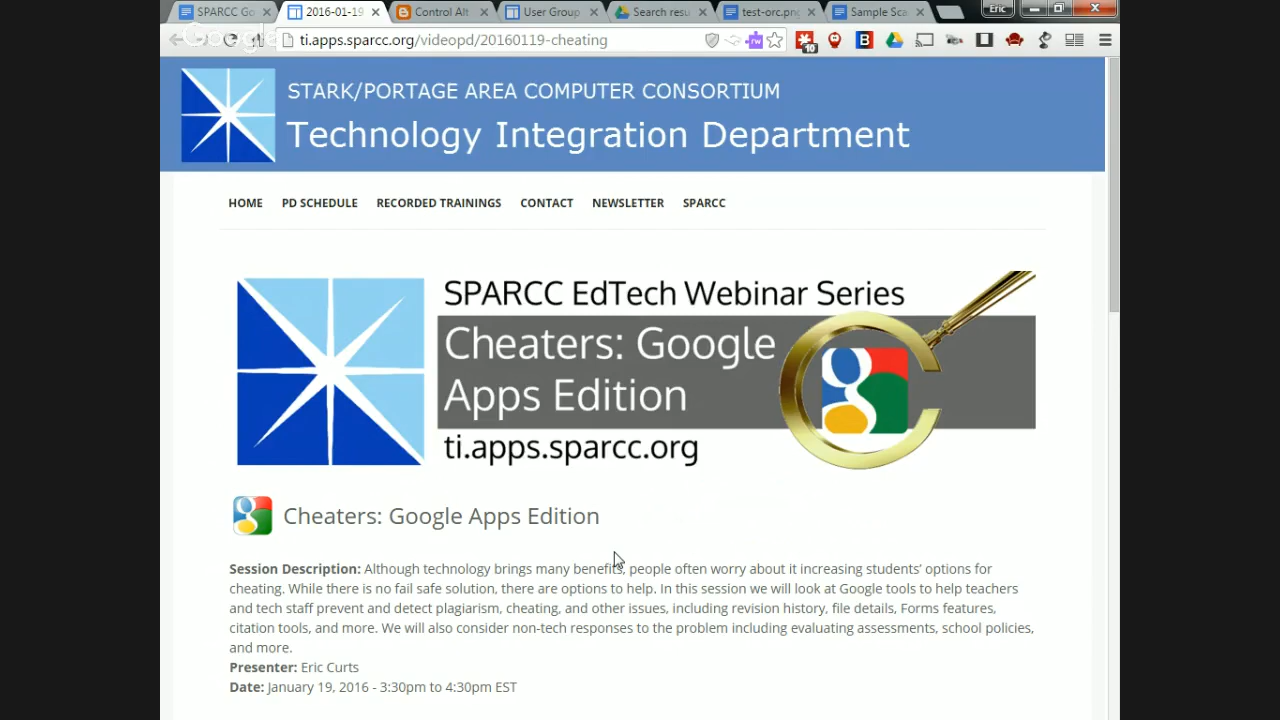 SPARCC Go
2016-01-19
Control Alt
User Group
Search resu
test-orc.png
Sample Sca
Eric
Google
ti.apps.sparcc.org/videopd/20160119-cheating
rw
10
B
STARK/PORTAGE AREA COMPUTER CONSORTIUM
Technology Integration Department
HOME
PD SCHEDULE
RECORDED TRAININGS
CONTACT
NEWSLETTER
SPARCC
SPARCC EdTech Webinar Series
Cheaters: Google
Apps Edition
ti.apps.sparcc.org
Cheaters: Google Apps Edition
Session Description: Although technology brings many benefits, people often worry about it increasing students’ options for
cheating. While there is no fail safe solution, there are options to help. In this session we will look at Google tools to help teachers
and tech staff prevent and detect plagiarism, cheating, and other issues, including revision history, file details, Forms features,
citation tools, and more. We will also consider non-tech responses to the problem including evaluating assessments, school policies,
and more.
Presenter: Eric Curts
Date: January 19, 2016 - 3:30pm to 4:30pm EST